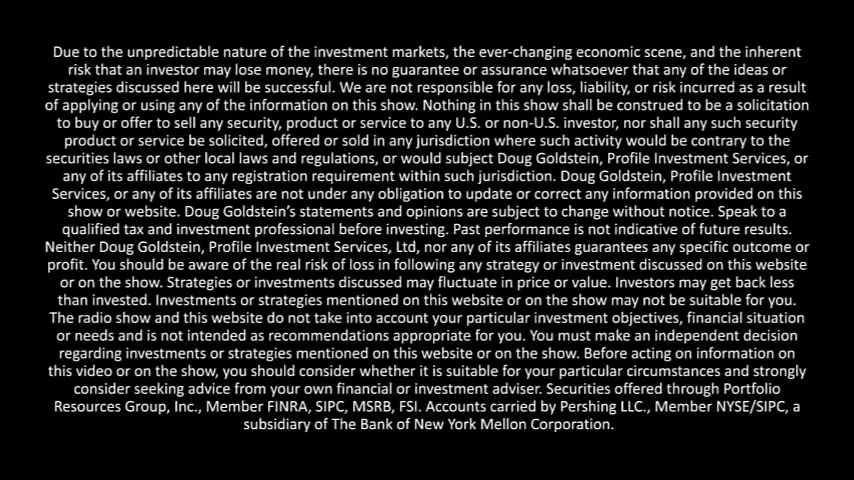 Due to the unpredictable nature of the investment markets, the ever-changing economic scene, and the inherent
risk that an investor may lose money, there is no guarantee or assurance whatsoever that any of the ideas or
strategies discussed here will be successful. We are not responsible for any loss, liability, or risk incurred as a result
of applying or using any of the information on this show. Nothing in this show shall be construed to be a solicitation
to buy or offer to sell any security, product or service to any U.S. or non-U.S. investor, nor shall any such security
product or service be solicited, offered or sold in any jurisdiction where such activity would be contrary to the
securities laws or other local laws and regulations, or would subject Doug Goldstein, Profile Investment Services, or
any of its affiliates to any registration requirement within such jurisdiction. Doug Goldstein, Profile Investment
Services, or any of its affiliates are not under any obligation to update or correct any information provided on this
show or website. Doug Goldstein’s statements and opinions are subject to change without notice. Speak to a
qualified tax and investment professional before investing. Past performance is not indicative of future results.
Neither Doug Goldstein, Profile Investment Services, Ltd, nor any of its affiliates guarantees any specific outcome or
profit. You should be aware of the real risk of loss in following any strategy or investment discussed on this website
or on the show. Strategies or investments discussed may fluctuate in price or value. Investors may get back less
than invested. Investments or strategies mentioned on this website or on the show may not be suitable for you.
The radio show and this website do not take into account your particular investment objectives, financial situation
or needs and is not intended as recommendations appropriate for you. You must make an independent decision
regarding investments or strategies mentioned on this website or on the show. Before acting on information on
this video or on the show, you should consider whether it is suitable for your particular circumstances and strongly
consider seeking advice from your own financial or investment adviser. Securities offered through Portfolio
Resources Group, Inc., Member FINRA, SIPC, MSRB, FSI. Accounts carried by Pershing LLC., Member NYSE/SIPC, a
subsidiary of The Bank of New York Mellon Corporation.